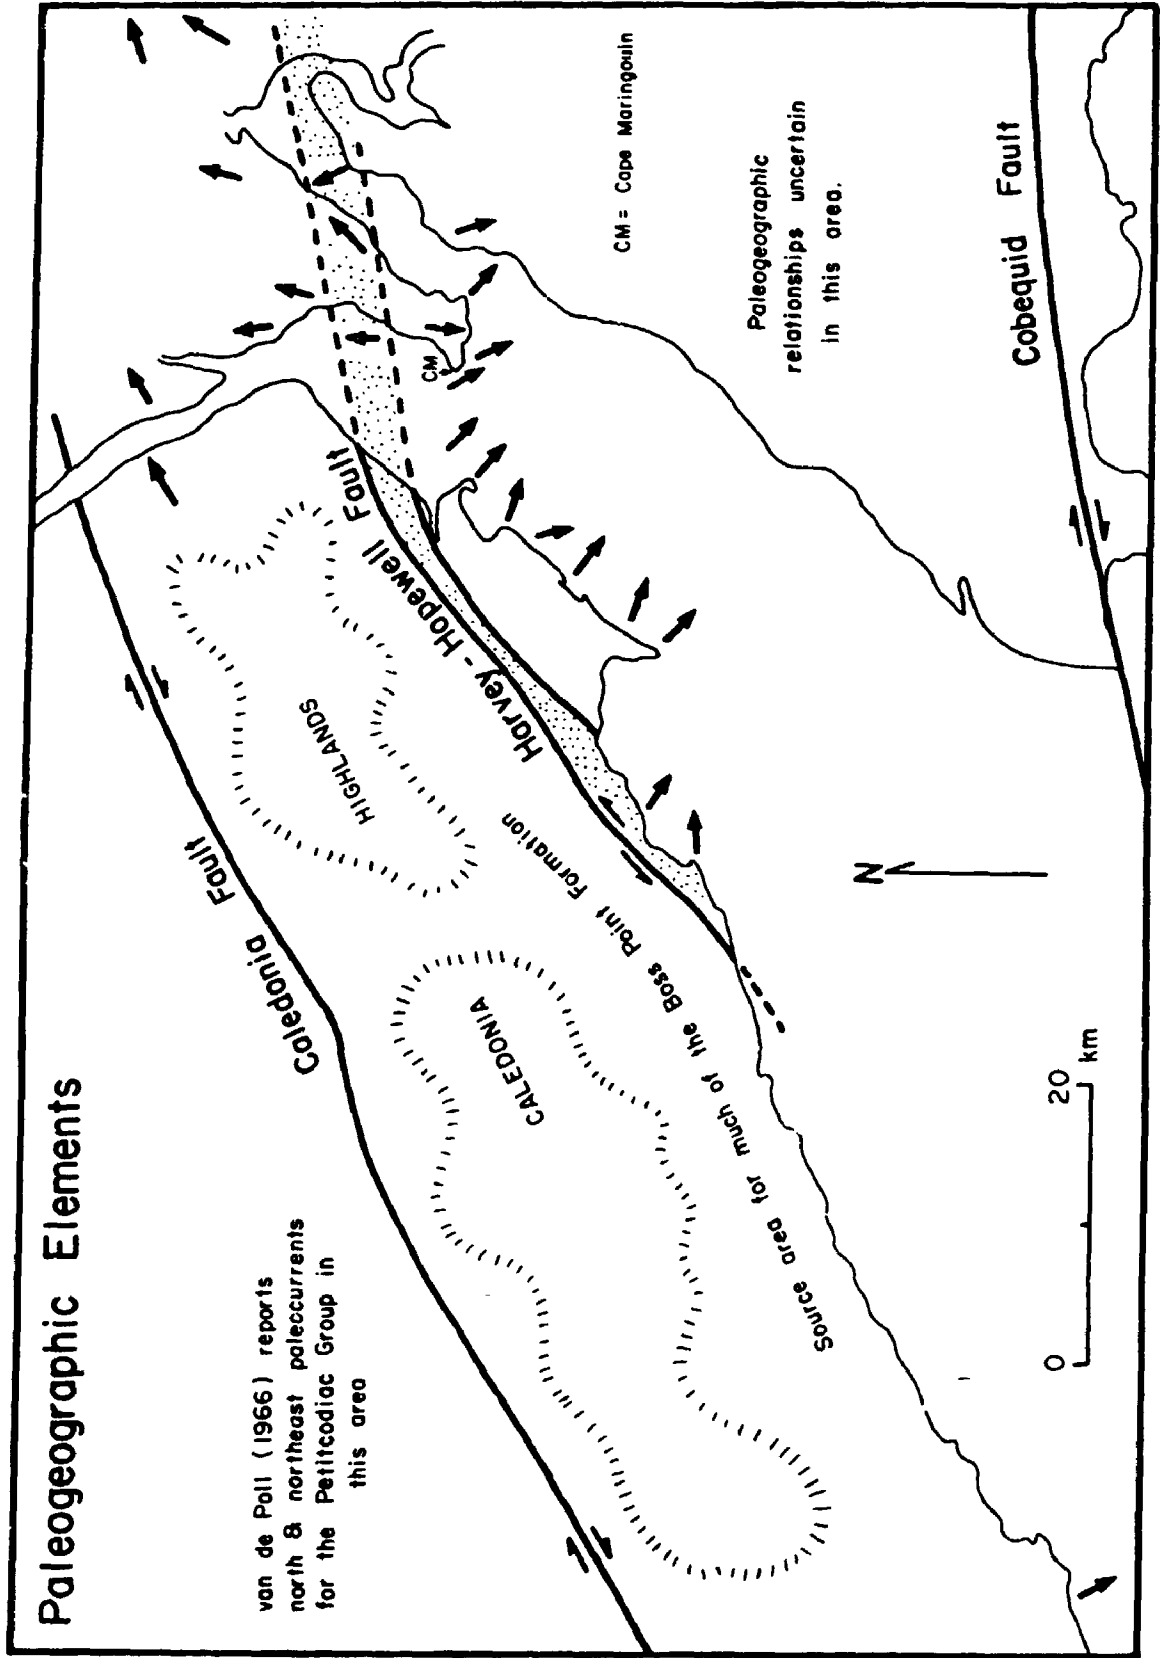 Paleogeographic Elements
van de Poll (1966) reports
north & northeast paleccurrents
for the Petitcodiac Group in
this area
Caledonia Fault
HIGHLANDS
CALEDONIA
Harvey - Hopewell Fault
Source area for much of the Boss Point Formation
CM
CM = Cape Maringouin
Paleogeographic
relationships uncertain
in this area.
Cobequid Fault
N
0 20
km